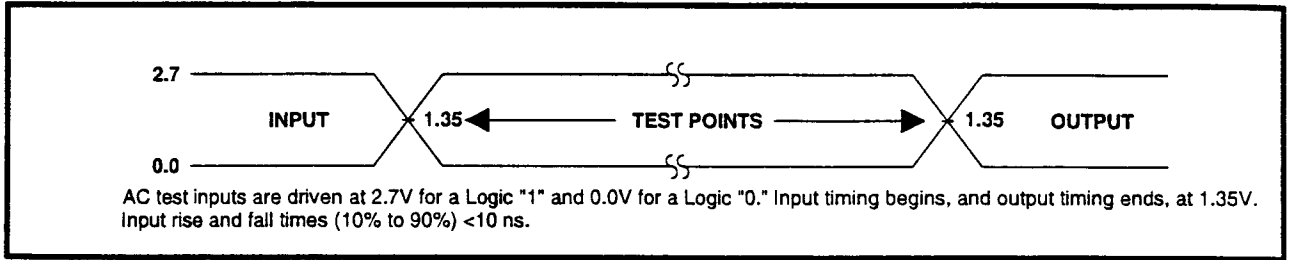 2.7
INPUT 1.35 TEST POINTS 1.35 OUTPUT
0.0
AC test inputs are driven at 2.7V for a Logic "1" and 0.0V for a Logic "0." Input timing begins, and output timing ends, at 1.35V.
Input rise and fall times (10% to 90%) <10 ns.